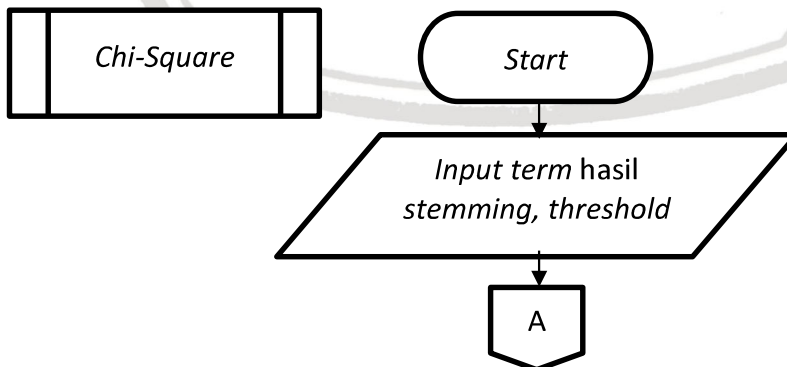 Chi-Square
Start
Input term hasil
stemming, threshold
A